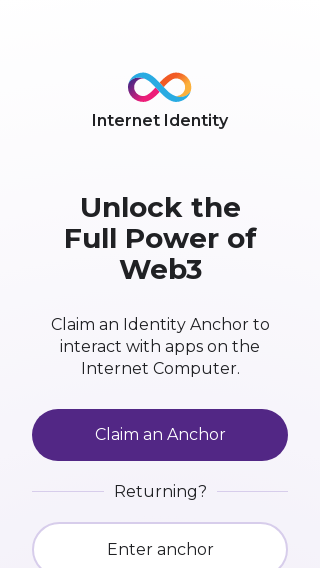 Internet Identity
Unlock the
Full Power of
Web3
Claim an Identity Anchor to
interact with apps on the
Internet Computer.
Claim an Anchor
Returning?
Enter anchor